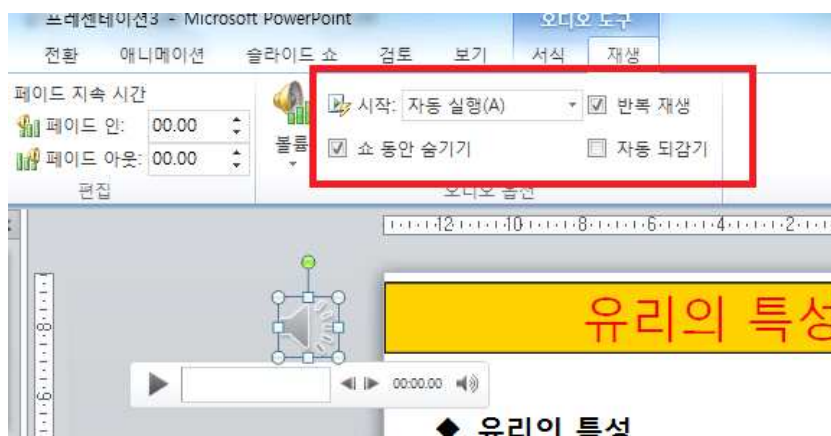 프레젠테이션3 - Microsoft PowerPoint 오디오 도구
전환 애니메이션 슬라이드 쇼 검토 보기 서식 재생
페이드 지속 시간
페이드 인: 00.00
페이드 아웃: 00.00
편집
볼륨
시작: 자동 실행(A) 반복 재생
쇼 동안 숨기기 자동 되감기
오디오 옵션
12 10 8 6 4 2
8
6
유리의 특성
00:00.00
◆ 유리의 특성